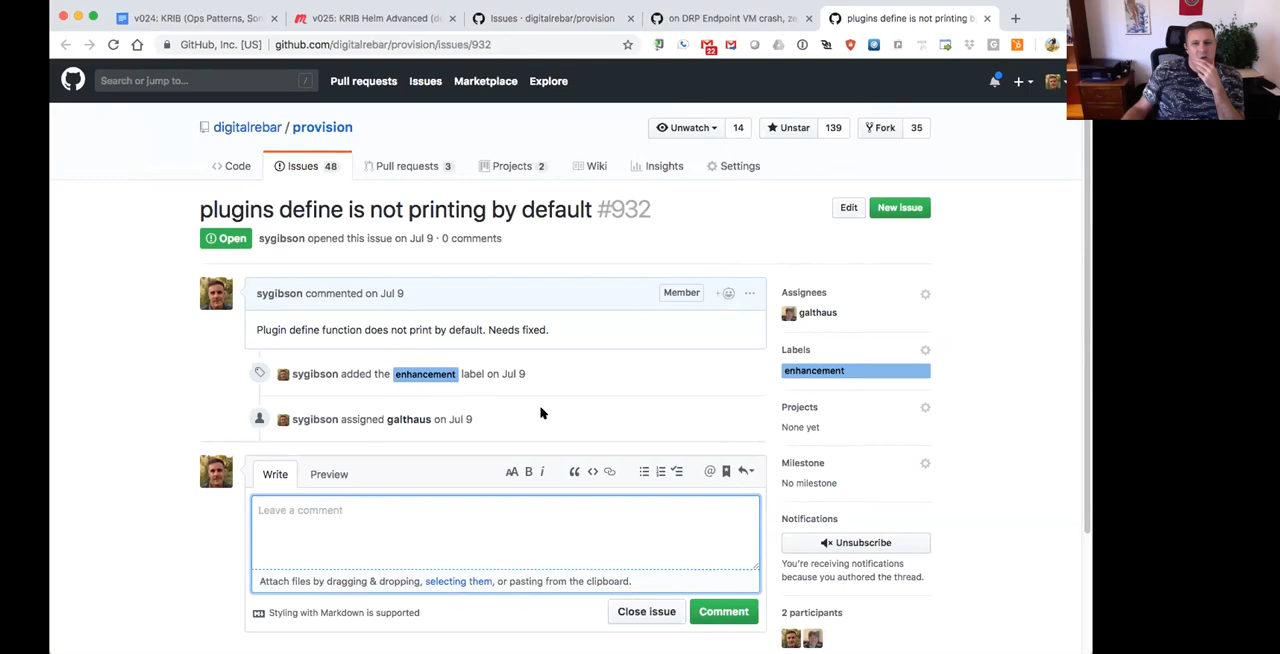 v024: KRIB (Ops Patterns, Son
v025: KRIB Helm Advanced (d
Issues · digitalrebar/provision
on DRP Endpoint VM crash, ze
plugins define is not printing b
GitHub, Inc. [US] github.com/digitalrebar/provision/issues/932
22
Search or jump to... /
Pull requests Issues Marketplace Explore
digitalrebar / provision
Unwatch 14 Unstar 139 Fork 35
Code Issues 48 Pull requests 3 Projects 2 Wiki Insights Settings
plugins define is not printing by default #932
Edit New issue
Open sygibson opened this issue on Jul 9 · 0 comments
sygibson commented on Jul 9 Member
Plugin define function does not print by default. Needs fixed.
sygibson added the enhancement label on Jul 9
sygibson assigned galthaus on Jul 9
Write Preview
Leave a comment
Attach files by dragging & dropping, selecting them, or pasting from the clipboard.
Styling with Markdown is supported
Close issue Comment
Assignees
galthaus
Labels
enhancement
Projects
None yet
Milestone
No milestone
Notifications
Unsubscribe
You're receiving notifications
because you authored the thread.
2 participants